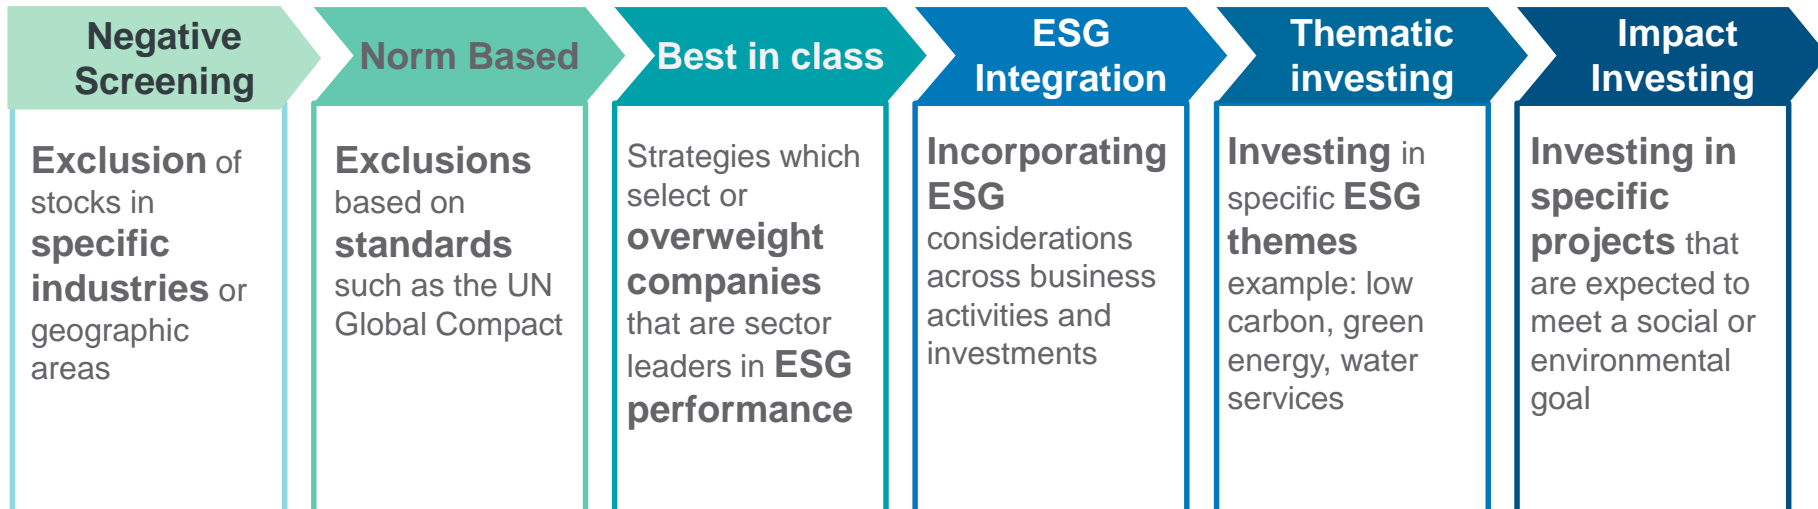 Negative
Screening
Norm Based
Best in class
ESG
Integration
Thematic
investing
Impact
Investing
Exclusion of
stocks in
specific
industries or
geographic
areas
Exclusions
based on
standards
such as the UN
Global Compact
Strategies which
select or
overweight
companies
that are sector
leaders in ESG
performance
Incorporating
ESG
considerations
across business
activities and
investments
Investing in
specific ESG
themes
example: low
carbon, green
energy, water
services
Investing in
specific
projects that
are expected to
meet a social or
environmental
goal